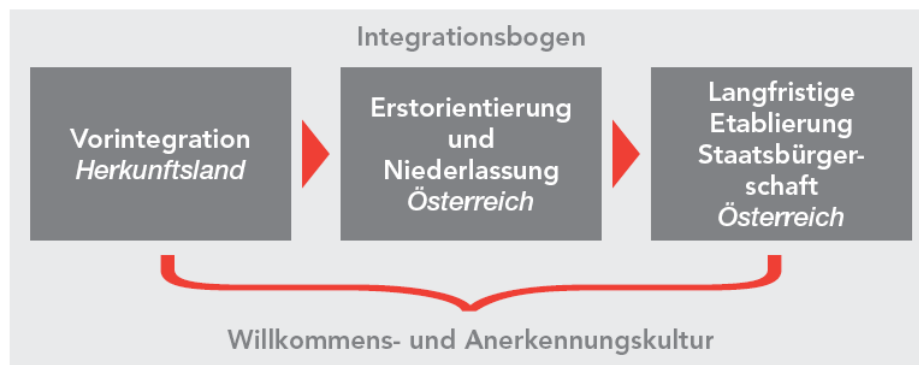 Integrationsbogen
Vorintegration
Herkunftsland
Erstorientierung
und
Niederlassung
Österreich
Langfristige
Etablierung
Staatsbürger-
schaft
Österreich
Willkommens- und Anerkennungskultur